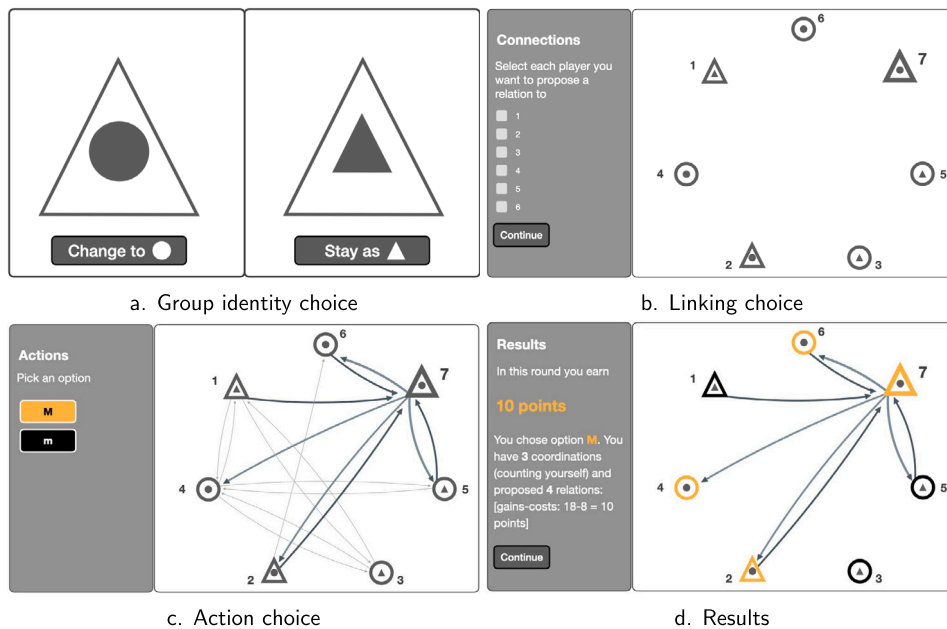 Change to
Stay as
a. Group identity choice
Connections
Select each player you
want to propose a
relation to
1
2
3
4
5
6
Continue
6
1
7
4
5
2
3
b. Linking choice
Actions
Pick an option
M
m
6
1
7
4
5
2
3
c. Action choice
Results
In this round you earn
10 points
You chose option M. You
have 3 coordinations
(counting yourself) and
proposed 4 relations:
[gains-costs: 18-8 = 10
points]
Continue
6
1
7
4
5
2
3
d. Results